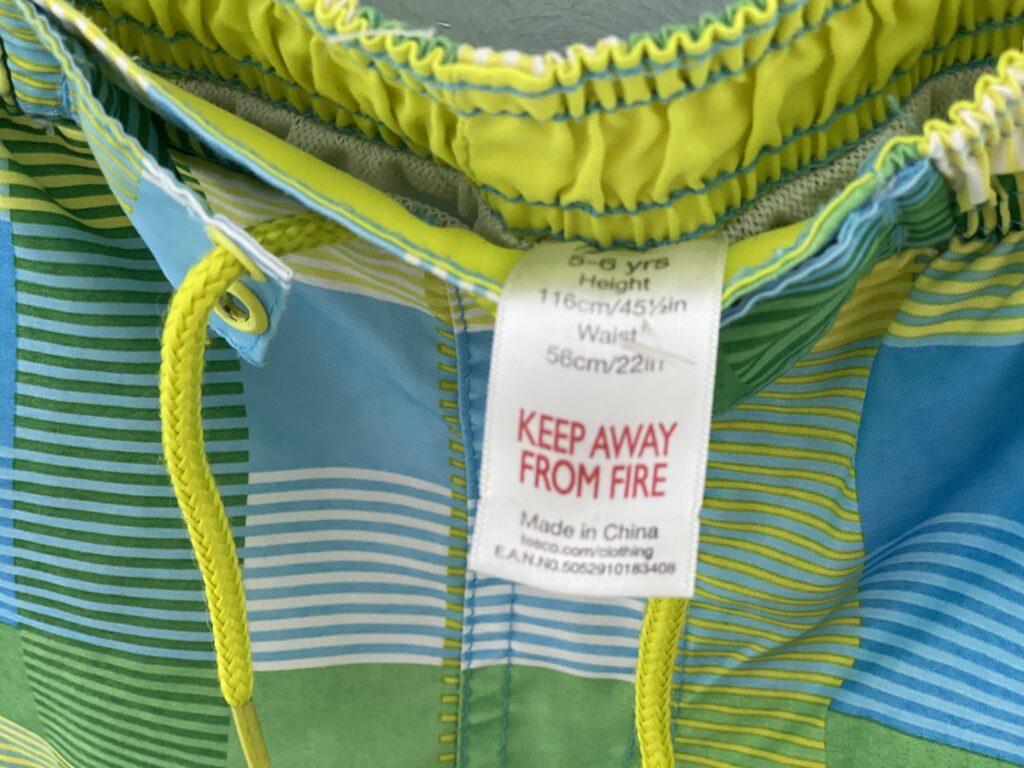 5-6 yrs
Height
116cm/45½in
Waist
56cm/22in
KEEP AWAY
FROM FIRE
Made in China
tesco.com/clothing
E.A.N.NO.5052910183408